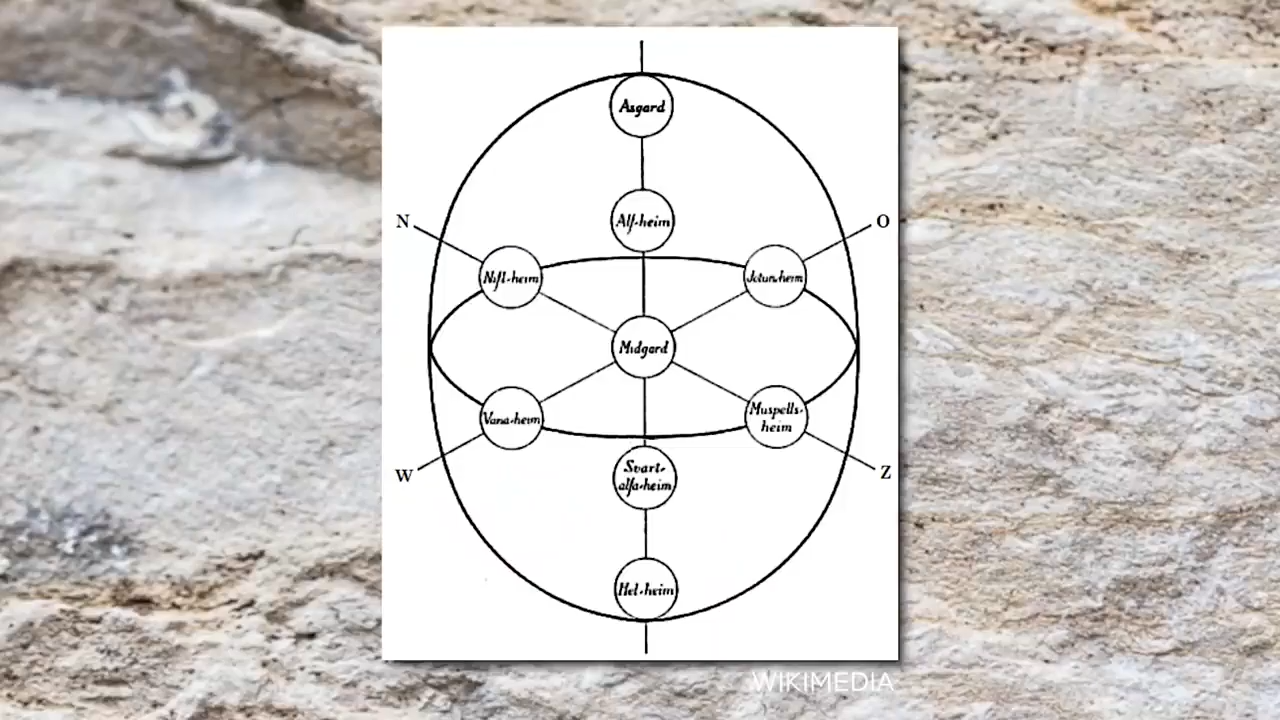 Asgard
Alf-heim
N
O
Nifl-heim
Jotun-heim
Midgard
Vana-heim
Muspells-
heim
W
Z
Svart-
alfa-heim
Hel-heim
WIKIMEDIA